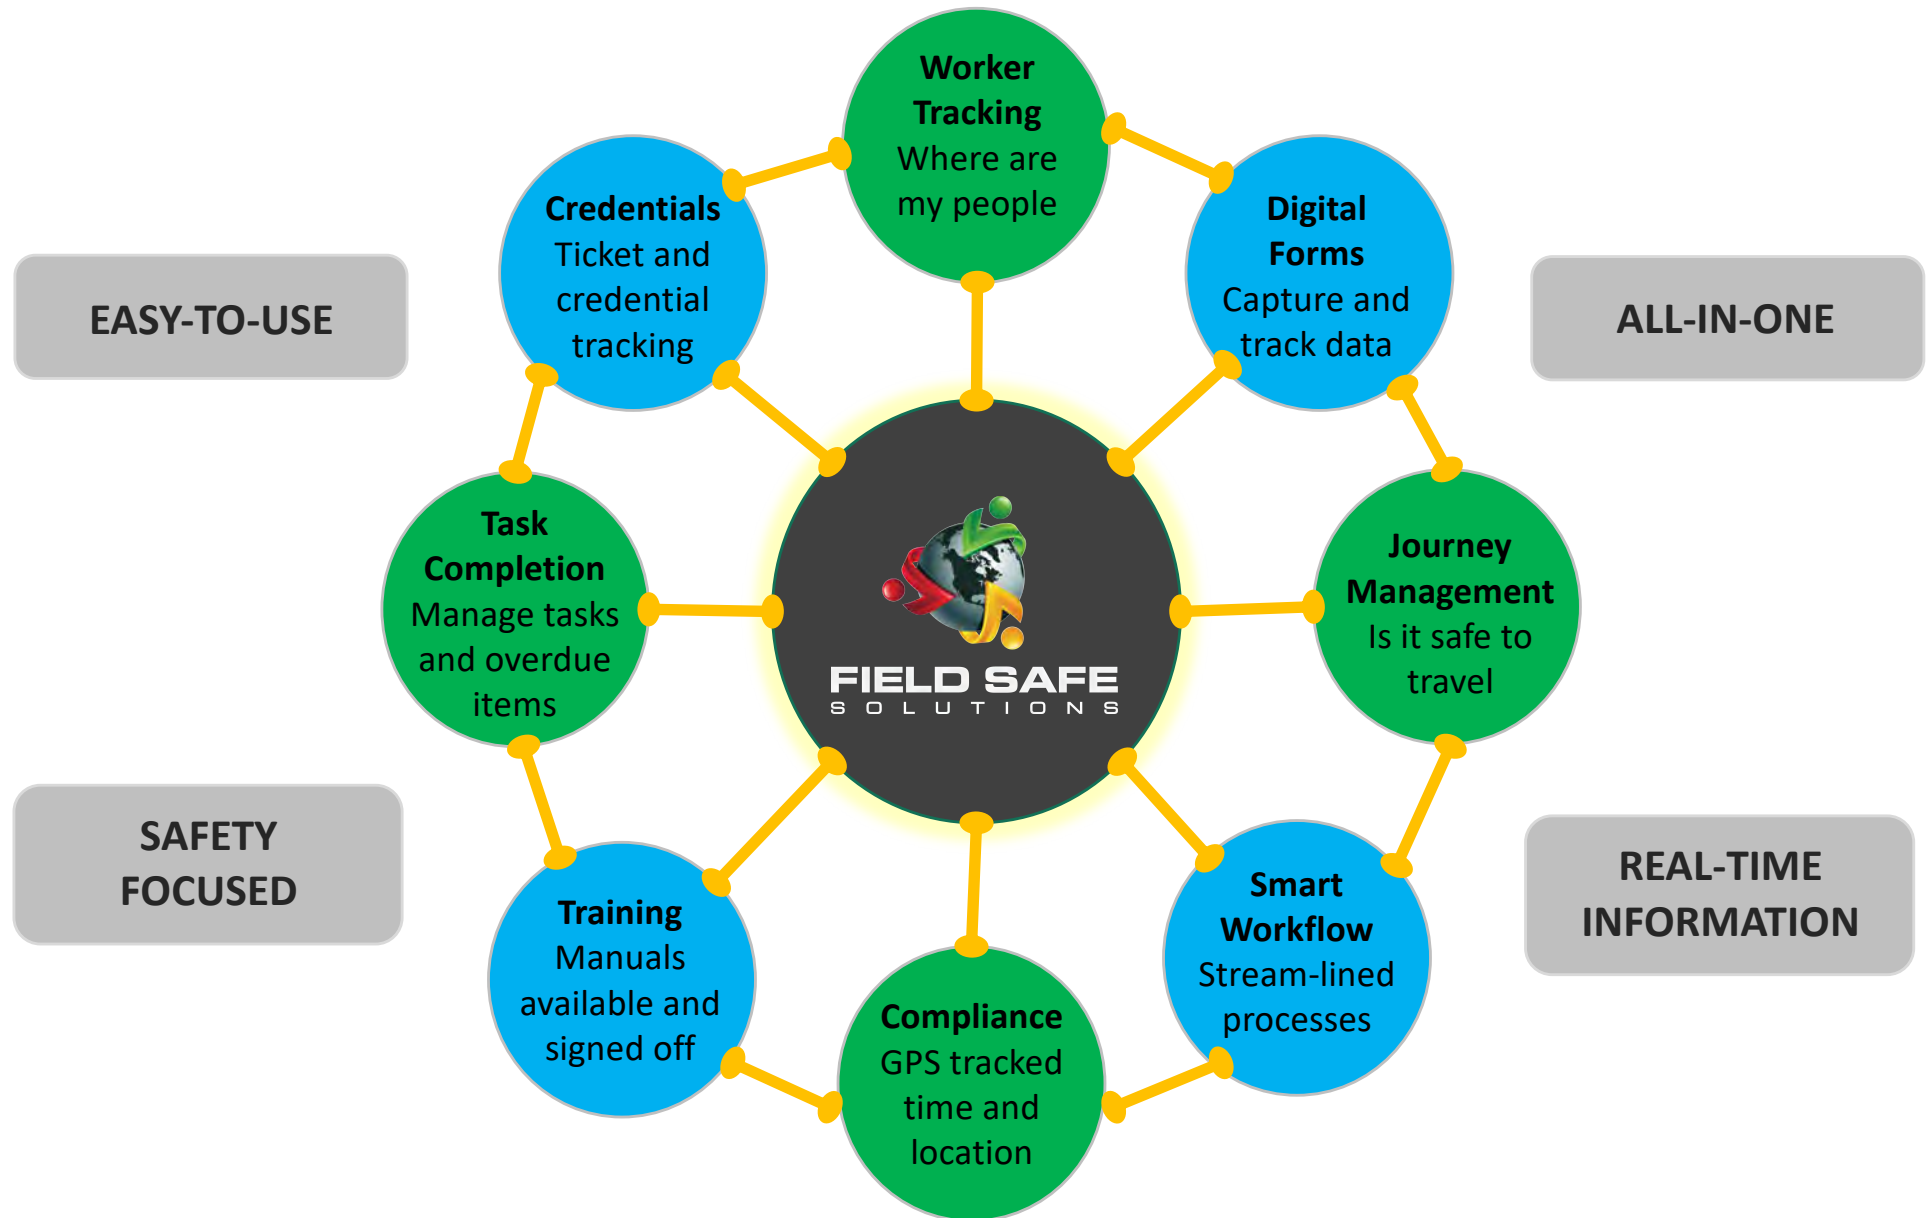 Worker
Tracking
Where are
my people
Credentials
Ticket and
credential
tracking
Digital
Forms
Capture and
track data
EASY-TO-USE
ALL-IN-ONE
Task
Completion
Manage tasks
and overdue
items
FIELD SAFE
SOLUTIONS
Journey
Management
Is it safe to
travel
SAFETY
FOCUSED
REAL-TIME
INFORMATION
Training
Manuals
available and
signed off
Compliance
GPS tracked
time and
location
Smart
Workflow
Stream-lined
processes